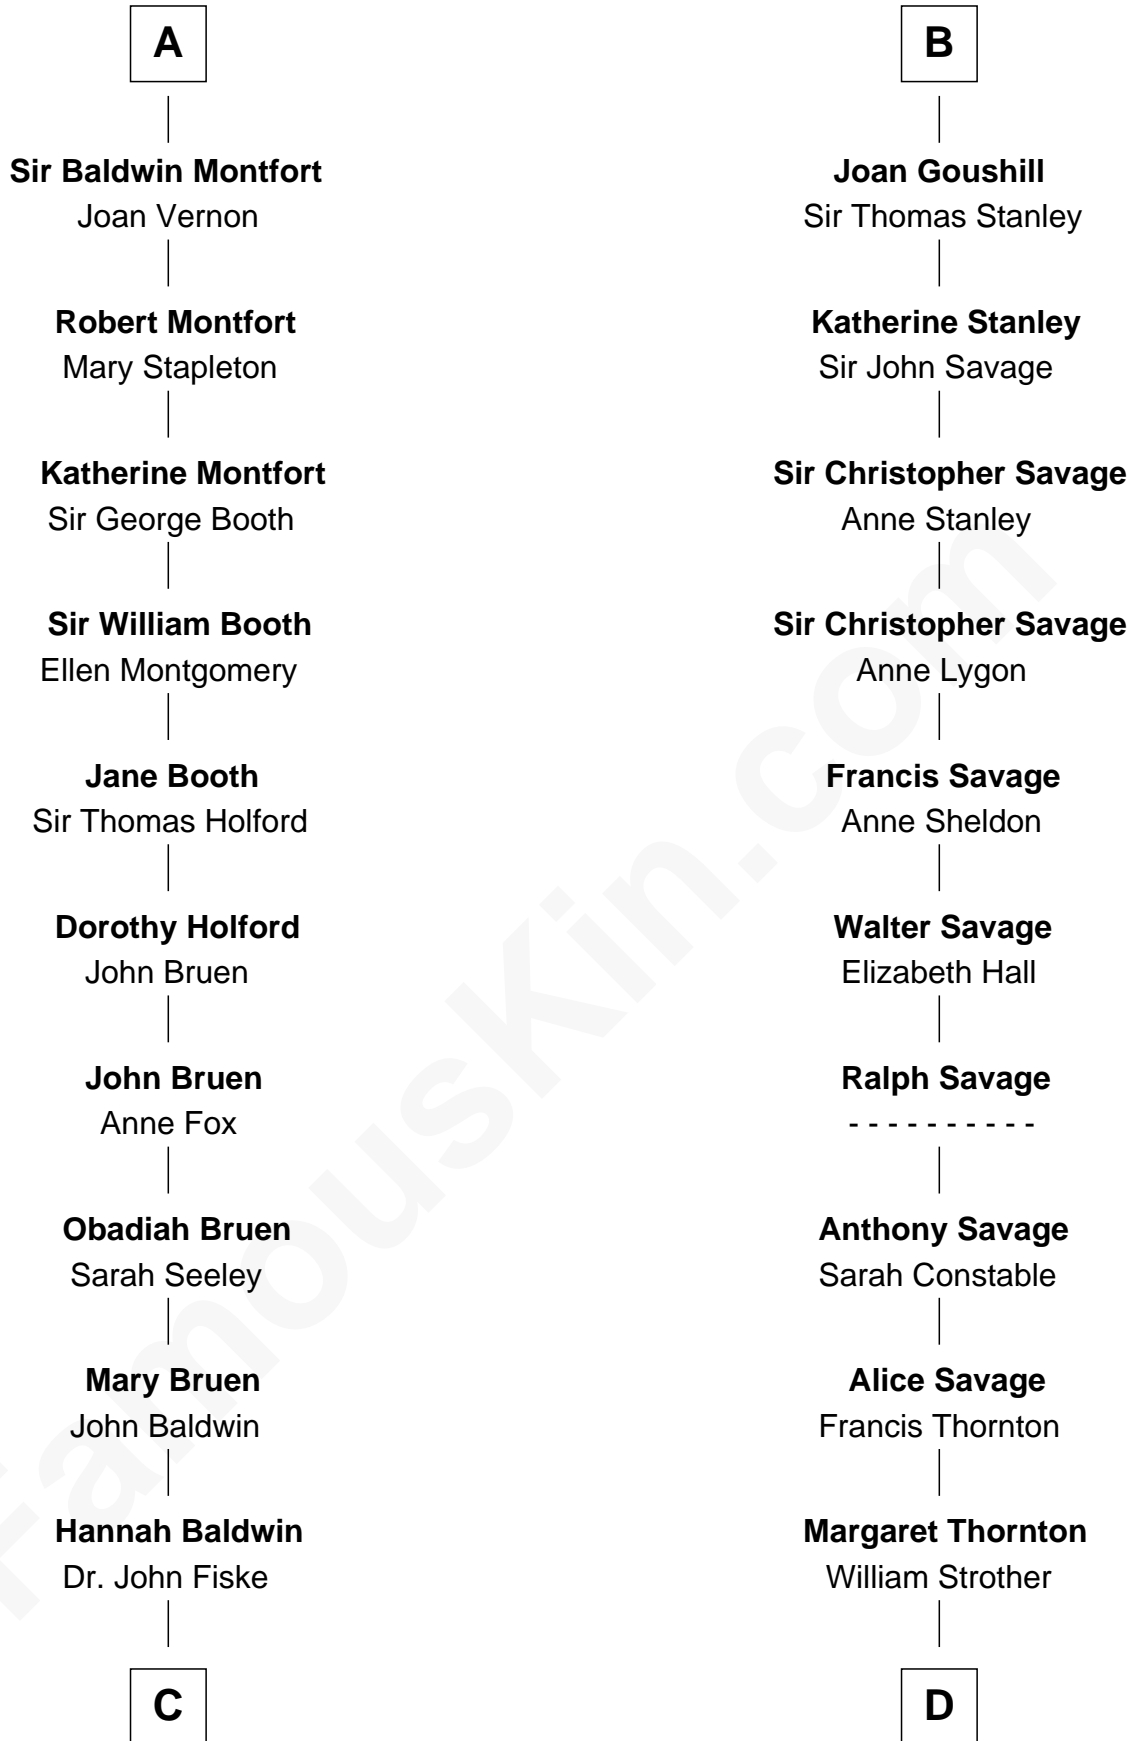 A
Sir Baldwin Montfort
Joan Vernon
Robert Montfort
Mary Stapleton
Katherine Montfort
Sir George Booth
Sir William Booth
Ellen Montgomery
Jane Booth
Sir Thomas Holford
Dorothy Holford
John Bruen
John Bruen
Anne Fox
Obadiah Bruen
Sarah Seeley
Mary Bruen
John Baldwin
Hannah Baldwin
Dr. John Fiske
C
B
Joan Goushill
Sir Thomas Stanley
Katherine Stanley
Sir John Savage
Sir Christopher Savage
Anne Stanley
Sir Christopher Savage
Anne Lygon
Francis Savage
Anne Sheldon
Walter Savage
Elizabeth Hall
Ralph Savage
- - - - - - - - - -
Anthony Savage
Sarah Constable
Alice Savage
Francis Thornton
Margaret Thornton
William Strother
D
FamousKin.com